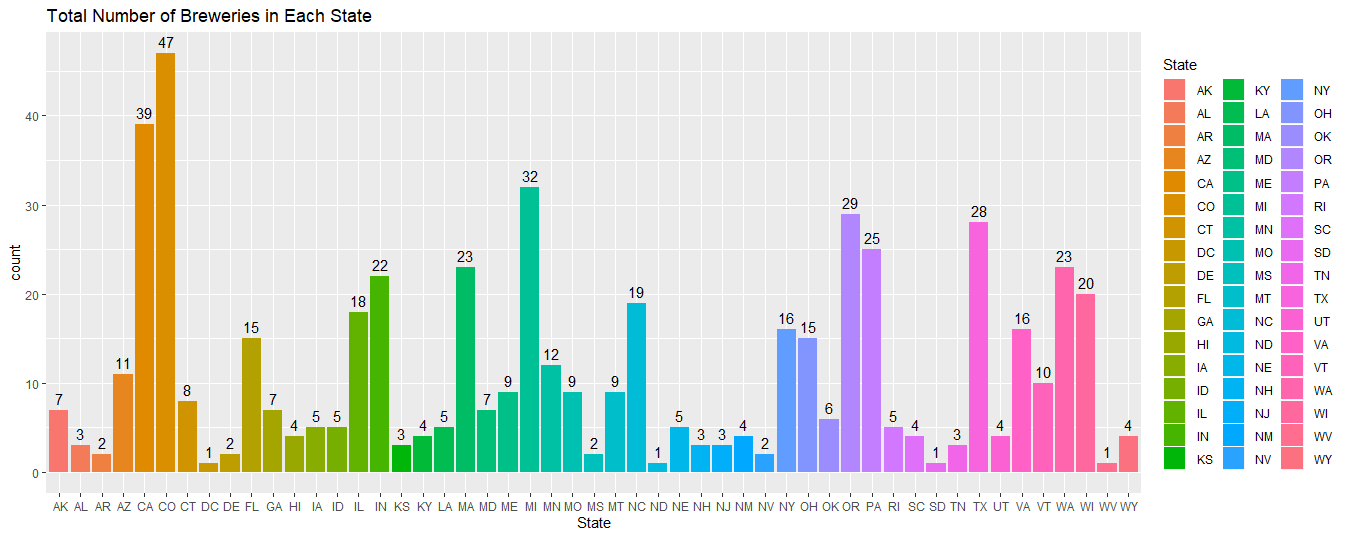 Total Number of Breweries in Each State
count
40
30
20
10
0
7 3 2 11 39 47 8 1 2 15 7 4 5 5 18 22 3 4 5 23 7 9 32 12 9 2 9 19 1 5 3 3 4 2 16 15 6 29 25 5 4 1 3 28 4 16 10 23 20 1 4
AK AL AR AZ CA CO CT DC DE FL GA HI IA ID IL IN KS KY LA MA MD ME MI MN MO MS MT NC ND NE NH NJ NM NV NY OH OK OR PA RI SC SD TN TX UT VA VT WA WI WV WY
State
State
AK KY NY
AL LA OH
AR MA OK
AZ MD OR
CA ME PA
CO MI RI
CT MN SC
DC MO SD
DE MS TN
FL MT TX
GA NC UT
HI ND VA
IA NE VT
ID NH WA
IL NJ WI
IN NM WV
KS NV WY